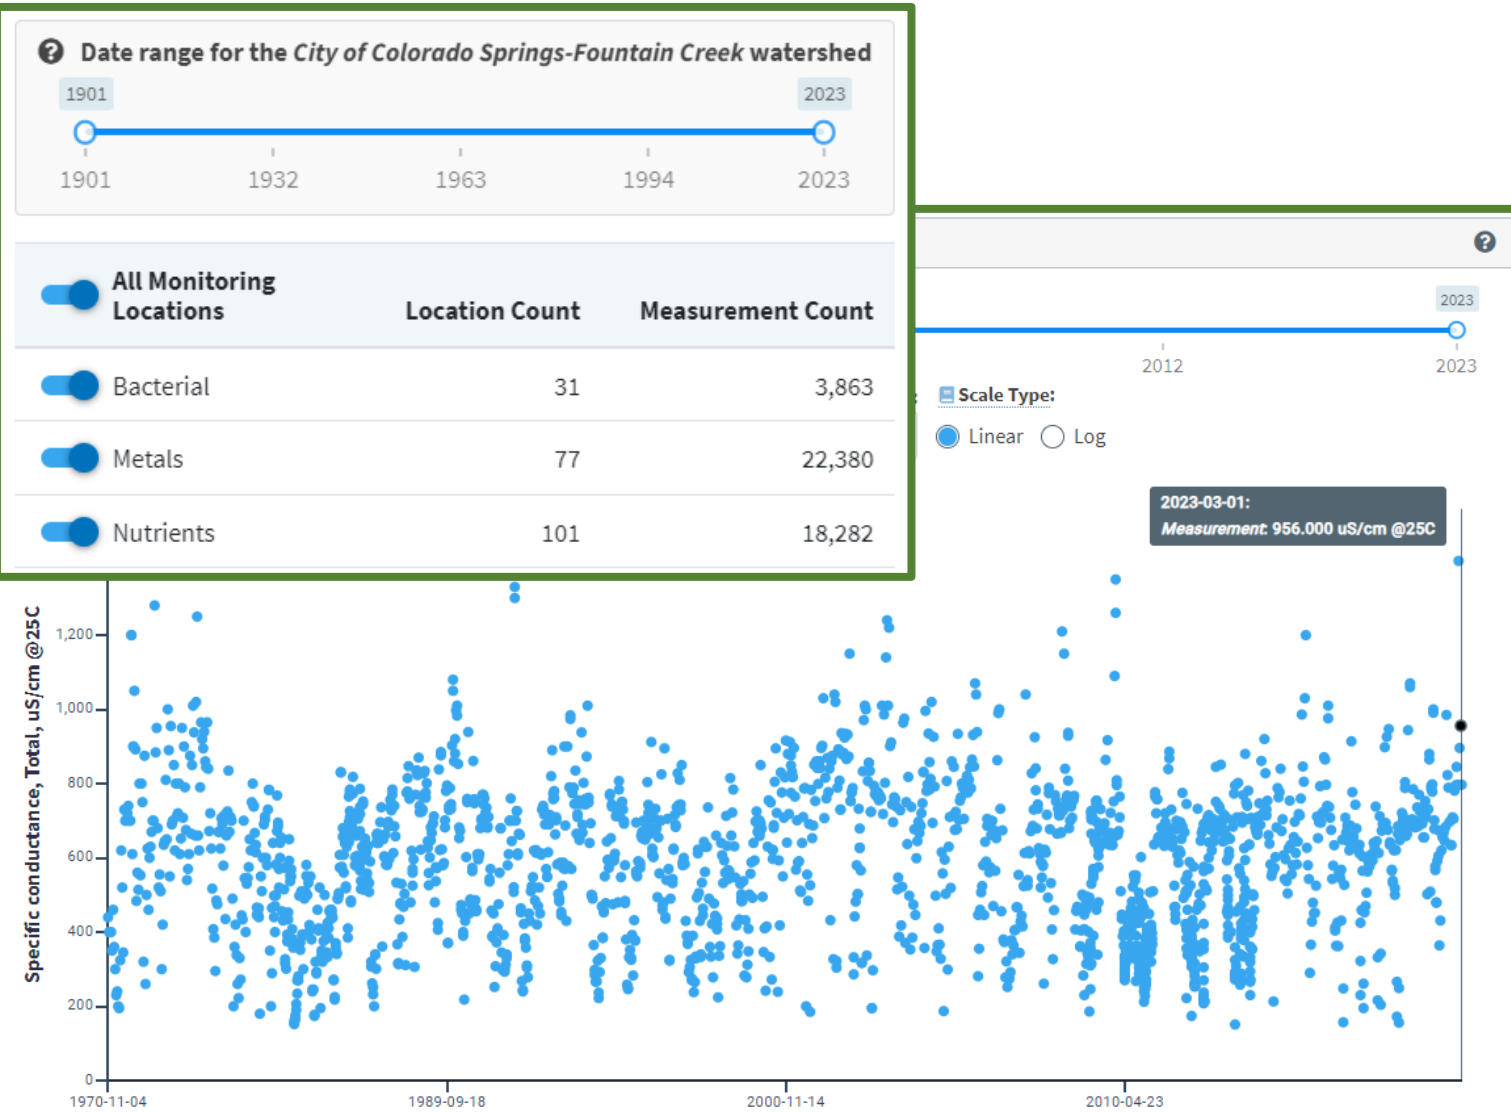 Date range for the City of Colorado Springs-Fountain Creek watershed
1901 2023
1901 1932 1963 1994 2023
All Monitoring
Locations Location Count Measurement Count
Bacterial 31 3,863
Metals 77 22,380
Nutrients 101 18,282
2023
2012 2023
Scale Type:
Linear Log
2023-03-01:
Measurement: 956.000 uS/cm @25C
Specific conductance, Total, uS/cm @25C
1,200
1,000
800
600
400
200
0
1970-11-04 1989-09-18 2000-11-14 2010-04-23